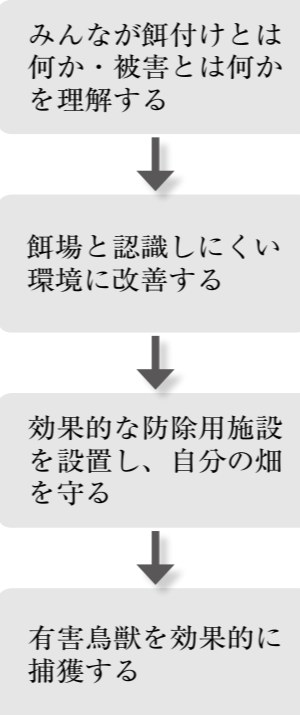 みんなが餌付けとは
何か・被害とは何か
を理解する
餌場と認識しにくい
環境に改善する
効果的な防除用施設
を設置し、自分の畑
を守る
有害鳥獣を効果的に
捕獲する